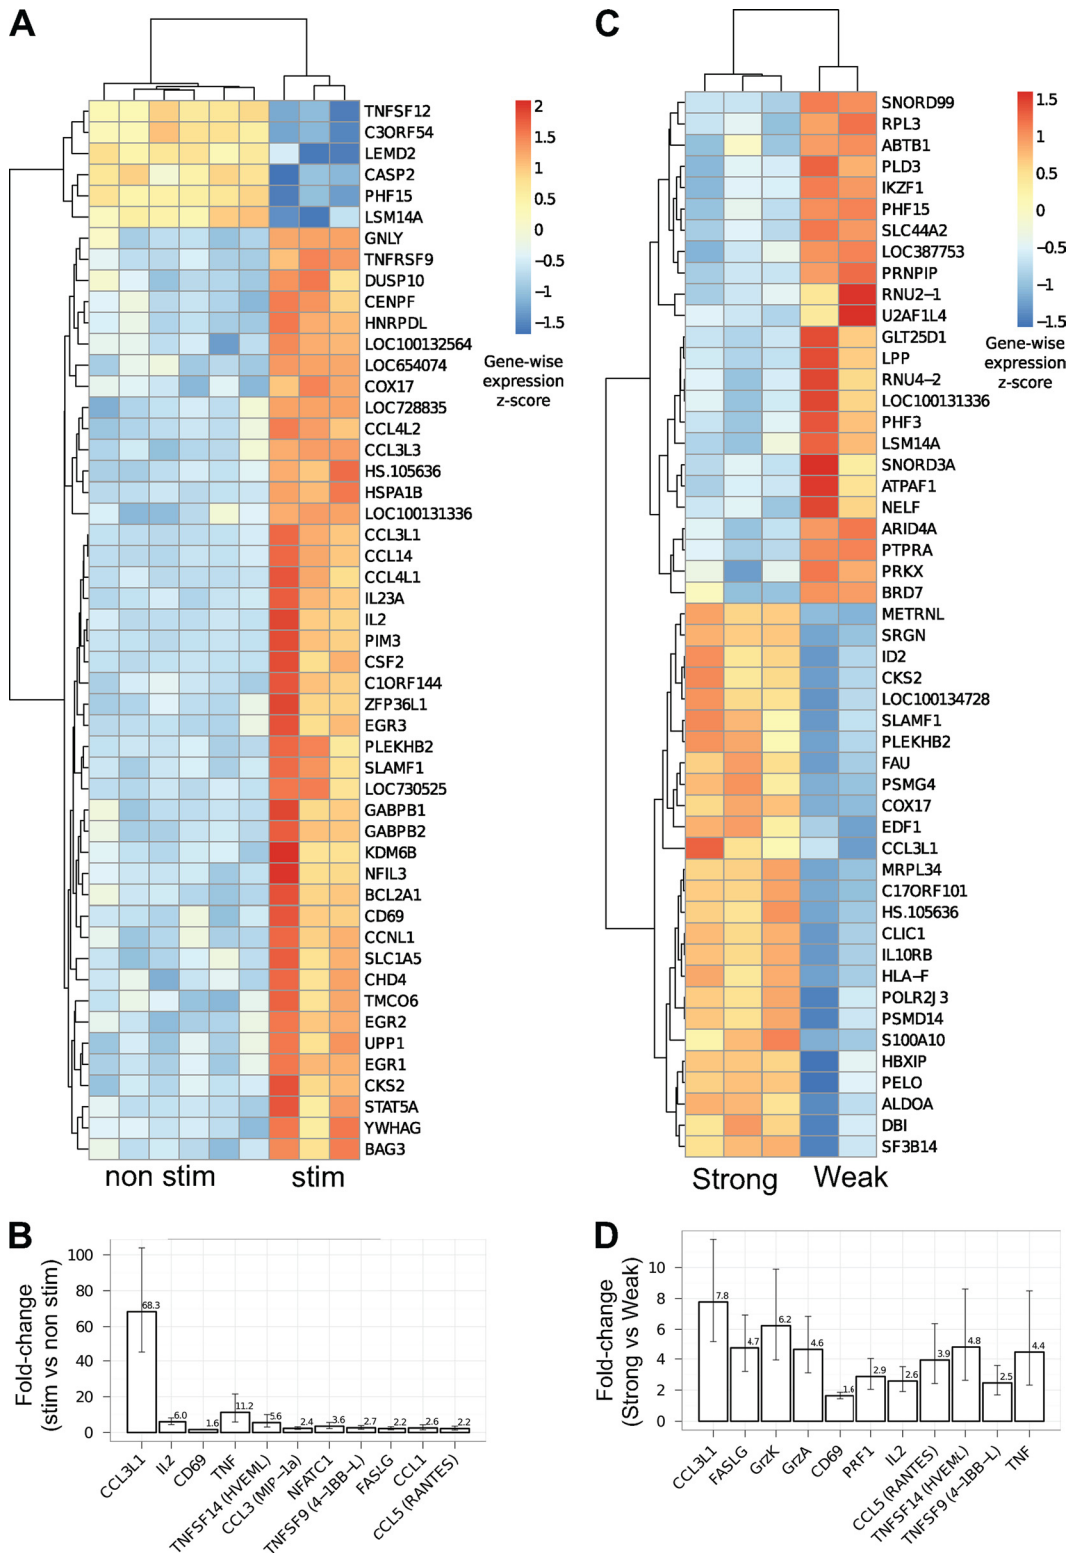 A
TNFSF12
C3ORF54
LEMD2
CASP2
PHF15
LSM14A
GNLY
TNFRSF9
DUSP10
CENPF
HNRPDL
LOC100132564
LOC654074
COX17
LOC728835
CCL4L2
CCL3L3
HS.105636
HSPA1B
LOC100131336
CCL3L1
CCL14
CCL4L1
IL23A
IL2
PIM3
CSF2
C1ORF144
ZFP36L1
EGR3
PLEKHB2
SLAMF1
LOC730525
GABPB1
GABPB2
KDM6B
NFIL3
BCL2A1
CD69
CCNL1
SLC1A5
CHD4
TMCO6
EGR2
UPP1
EGR1
CKS2
STAT5A
YWHAG
BAG3
non stim stim
2
1.5
1
0.5
0
−0.5
−1
−1.5
Gene-wise
expression
z-score
C
SNORD99
RPL3
ABTB1
PLD3
IKZF1
PHF15
SLC44A2
LOC387753
PRNPIP
RNU2−1
U2AF1L4
GLT25D1
LPP
RNU4−2
LOC100131336
PHF3
LSM14A
SNORD3A
ATPAF1
NELF
ARID4A
PTPRA
PRKX
BRD7
METRNL
SRGN
ID2
CKS2
LOC100134728
SLAMF1
PLEKHB2
FAU
PSMG4
COX17
EDF1
CCL3L1
MRPL34
C17ORF101
HS.105636
CLIC1
IL10RB
HLA−F
POLR2J3
PSMD14
S100A10
HBXIP
PELO
ALDOA
DBI
SF3B14
Strong Weak
1.5
1
0.5
0
−0.5
−1
−1.5
Gene-wise
expression
z-score
B
Fold-change
(stim vs non stim)
100
80
60
40
20
0
68.3
6.0
1.6
11.2
5.6
2.4
3.6
2.7
2.2
2.6
2.2
CCL3L1
IL2
CD69
TNF
TNFSF14 (HVEML)
CCL3 (MIP−1a)
NFATC1
TNFSF9 (4−1BB−L)
FASLG
CCL1
cCL5 (RANTES)
D
Fold-change
(Strong vs Weak)
10
8
6
4
2
0
7.8
4.7
6.2
4.6
1.6
2.9
2.6
3.9
4.8
2.5
4.4
CCL3L1
FASLG
GrzK
GrzA
CD69
PRF1
IL2
CCL5 (RANTES)
TNFSF14 (HVEML)
TNFSF9 (4−1BB−L)
TNF